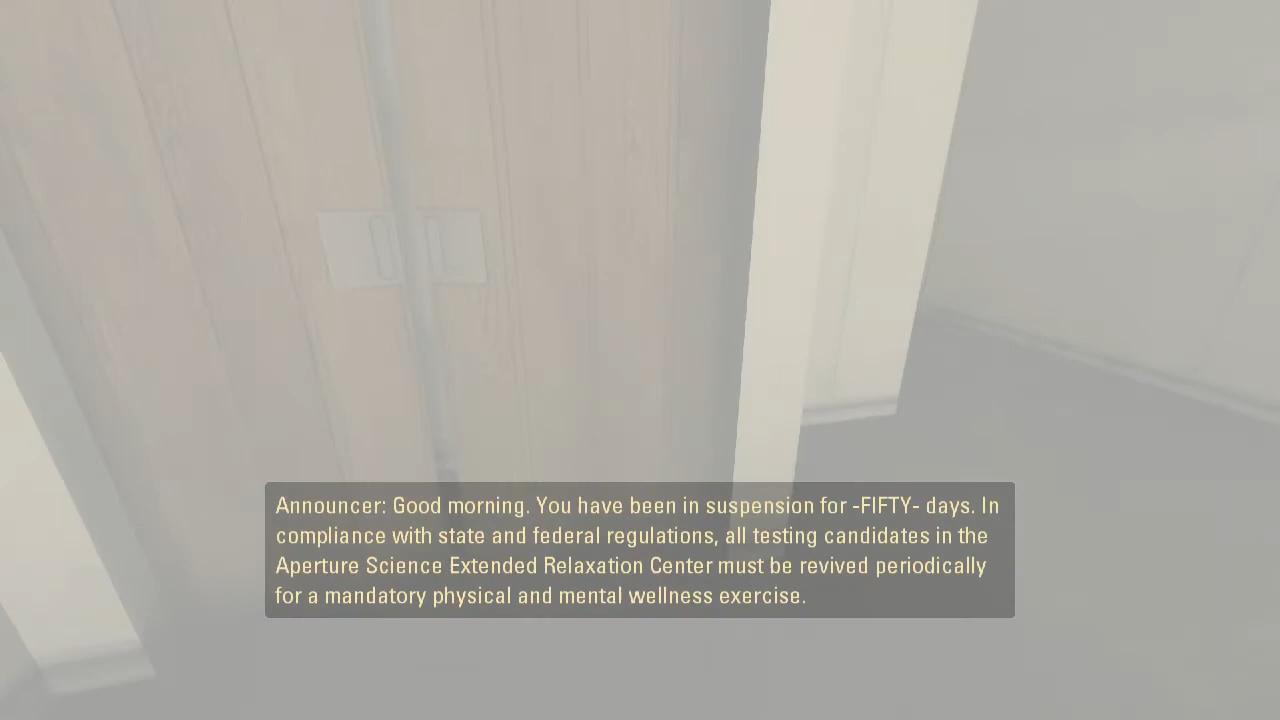 Announcer: Good morning. You have been in suspension for -FIFTY- days. In
compliance with state and federal regulations, all testing candidates in the
Aperture Science Extended Relaxation Center must be revived periodically
for a mandatory physical and mental wellness exercise.